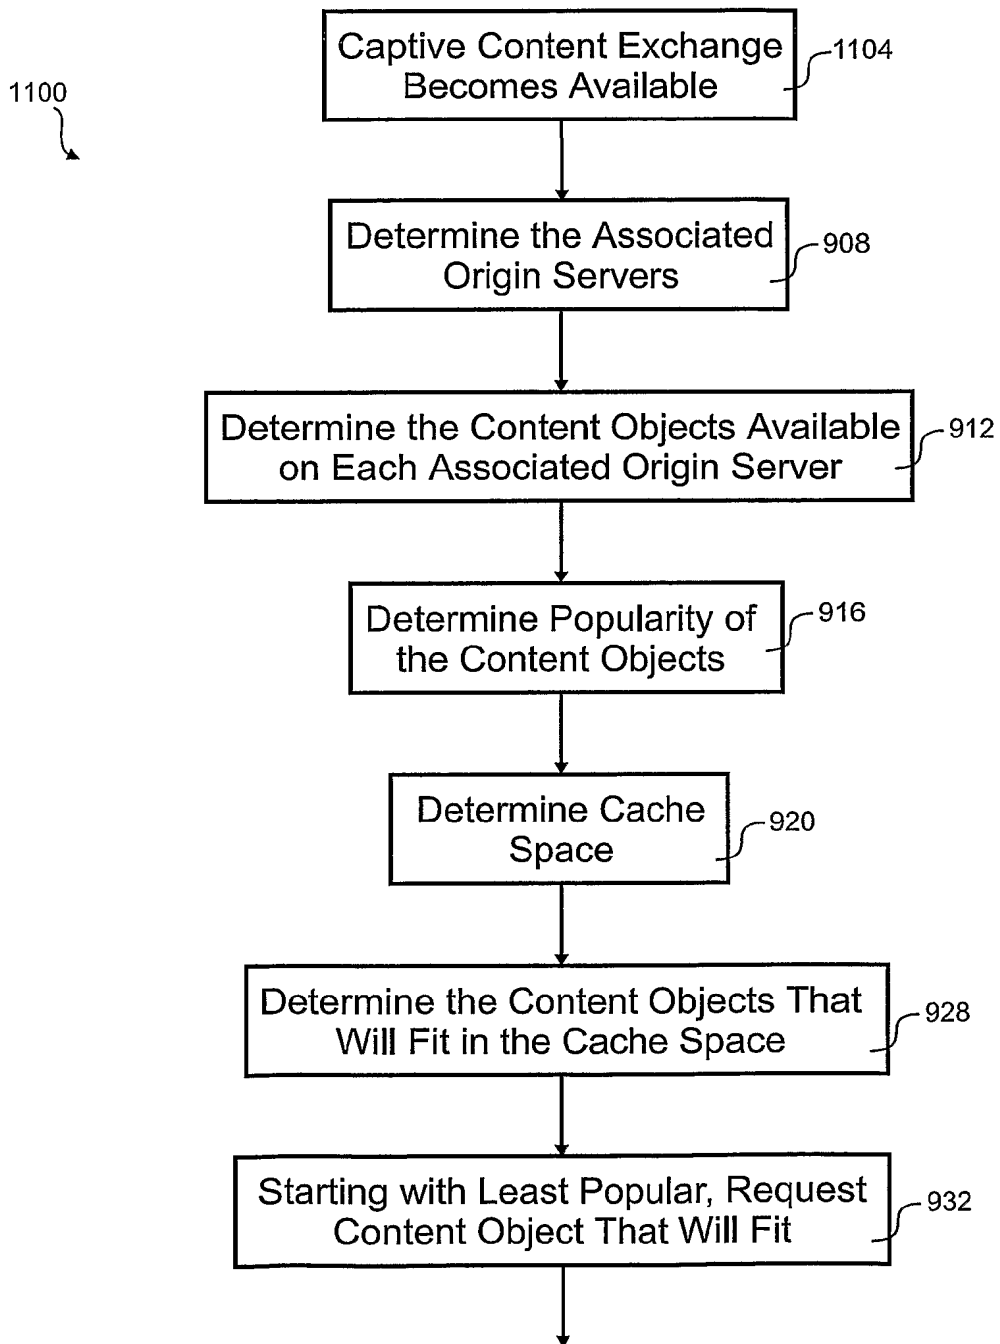 Captive Content Exchange
Becomes Available
1104
1100
Determine the Associated
Origin Servers
908
Determine the Content Objects Available
on Each Associated Origin Server
912
Determine Popularity of
the Content Objects
916
Determine Cache
Space
920
Determine the Content Objects That
Will Fit in the Cache Space
928
Starting with Least Popular, Request
Content Object That Will Fit
932